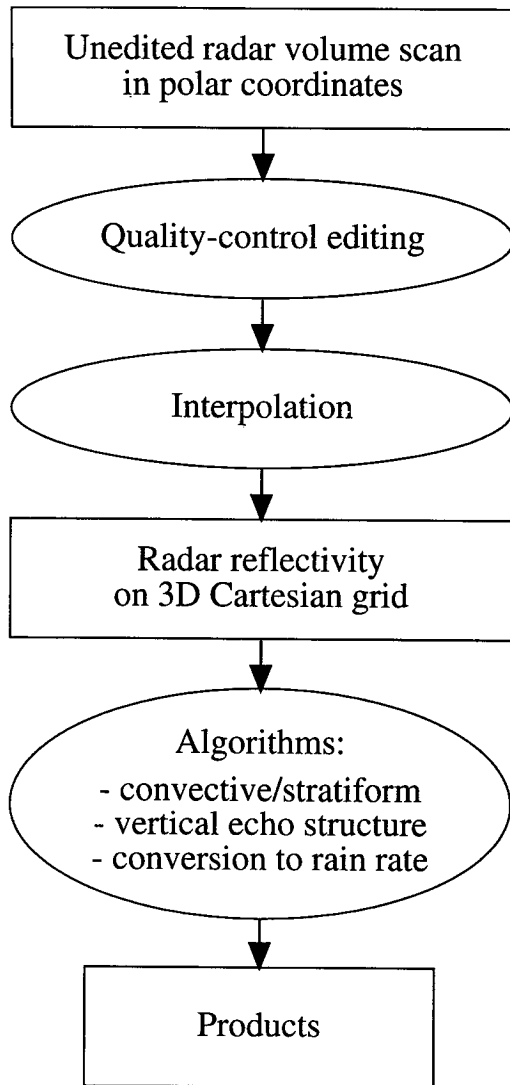 Unedited radar volume scan
in polar coordinates
Quality-control editing
Interpolation
Radar reflectivity
on 3D Cartesian grid
Algorithms:
- convective/stratiform
- vertical echo structure
- conversion to rain rate
Products